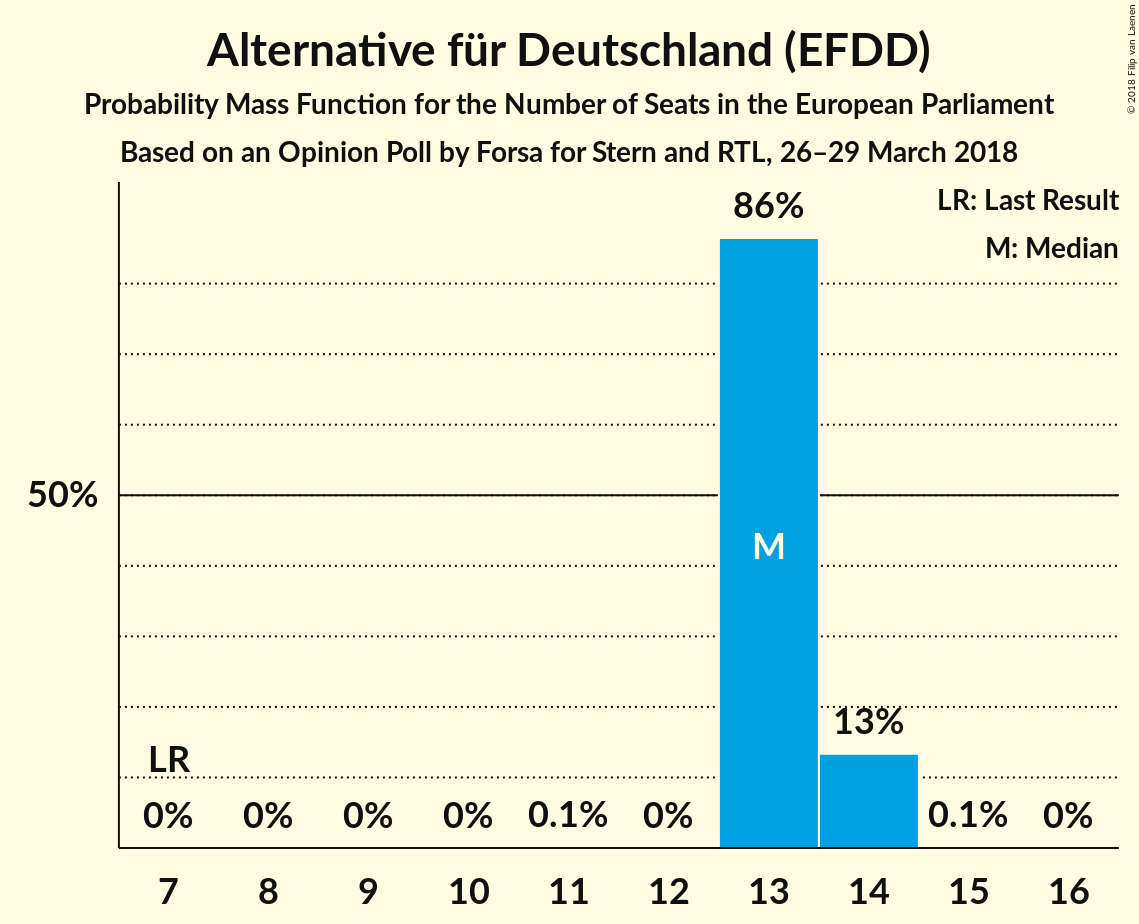 Alternative für Deutschland (EFDD)
Probability Mass Function for the Number of Seats in the European Parliament
Based on an Opinion Poll by Forsa for Stern and RTL, 26–29 March 2018
© 2018 Filip van Laenen
LR: Last Result
M: Median
86%
50%
M
13%
LR
0% 0% 0% 0% 0.1% 0% 0.1% 0%
7 8 9 10 11 12 13 14 15 16